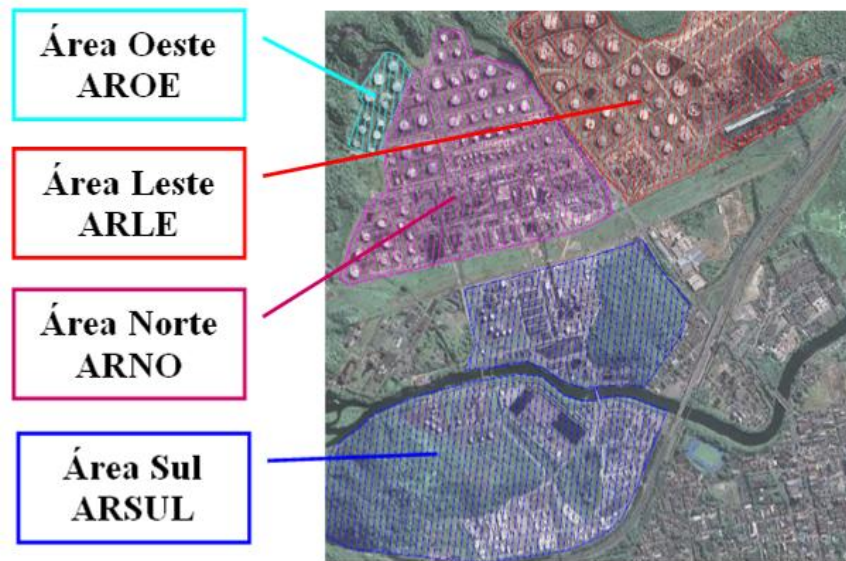 Área Oeste
AROE
Área Leste
ARLE
Área Norte
ARNO
Área Sul
ARSUL